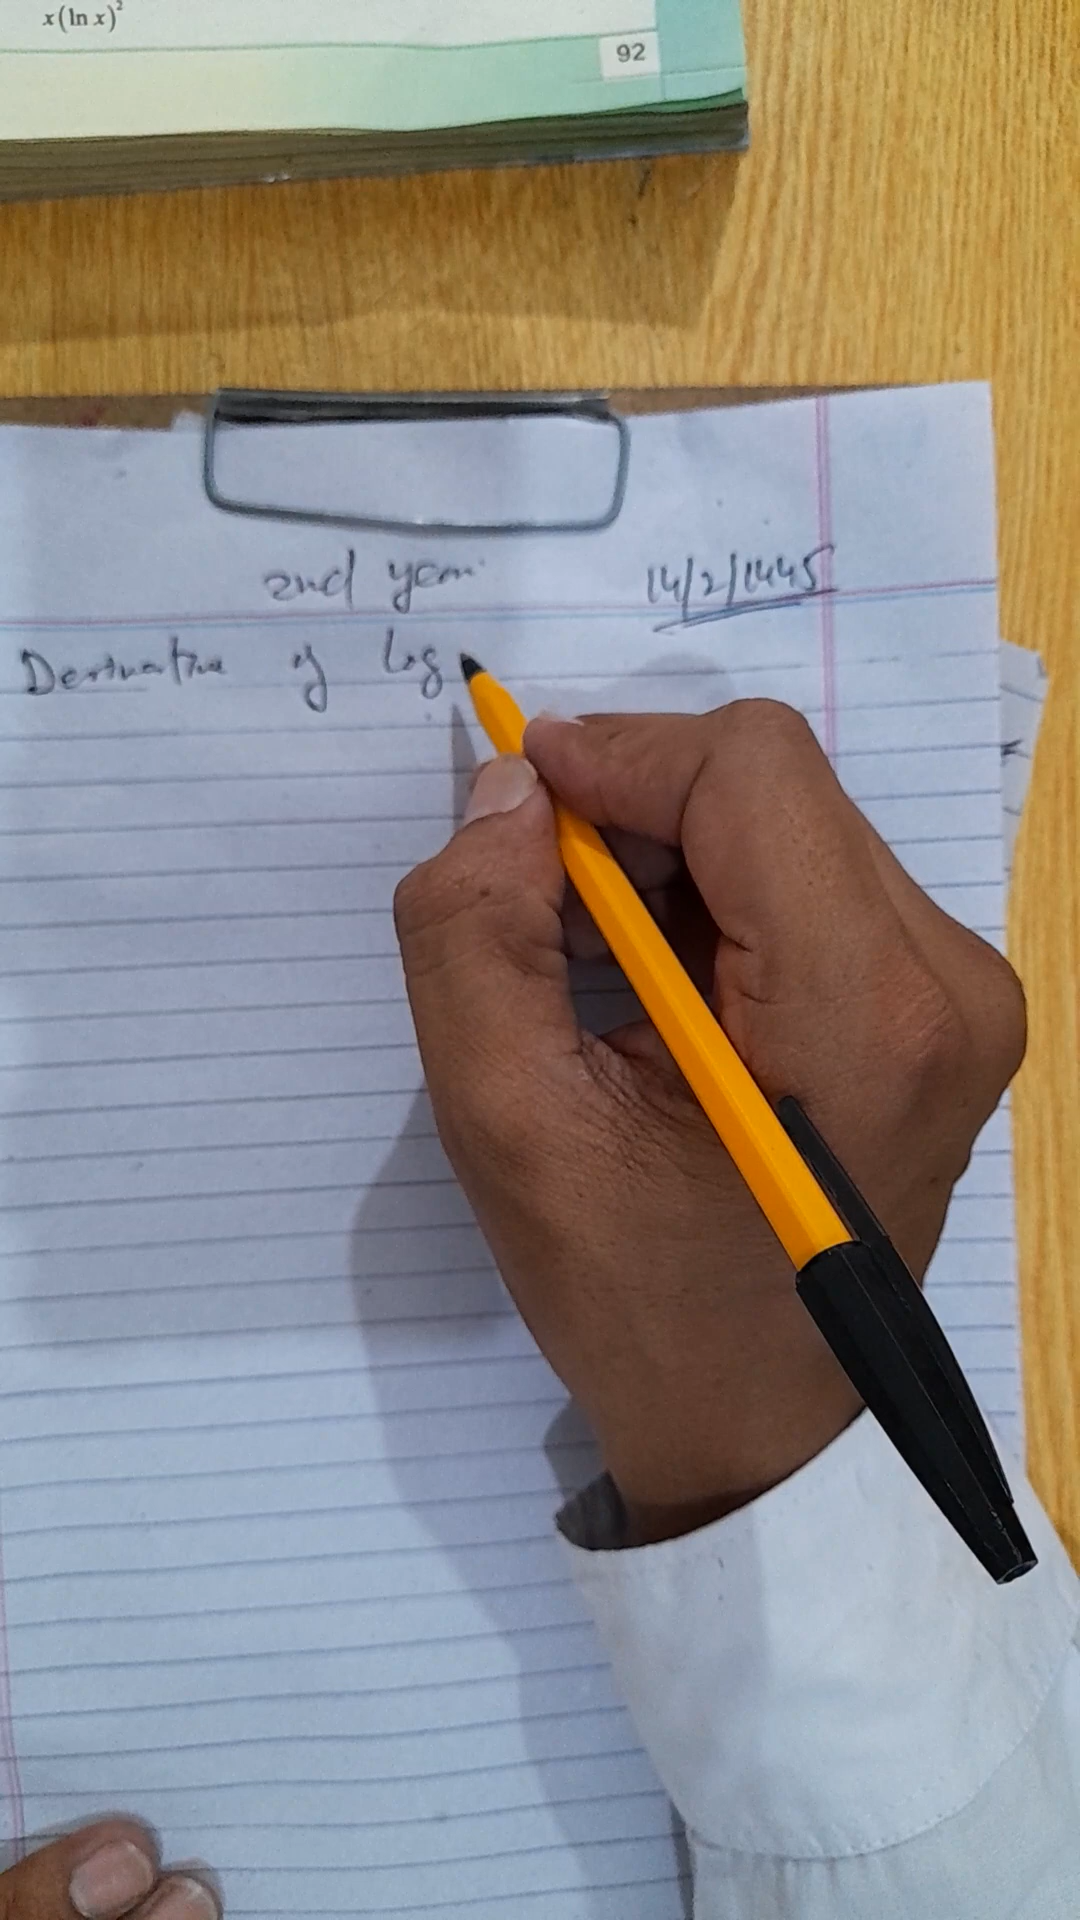 x(ln x)²
92
2nd year
14/2/1445
Derivative of Log